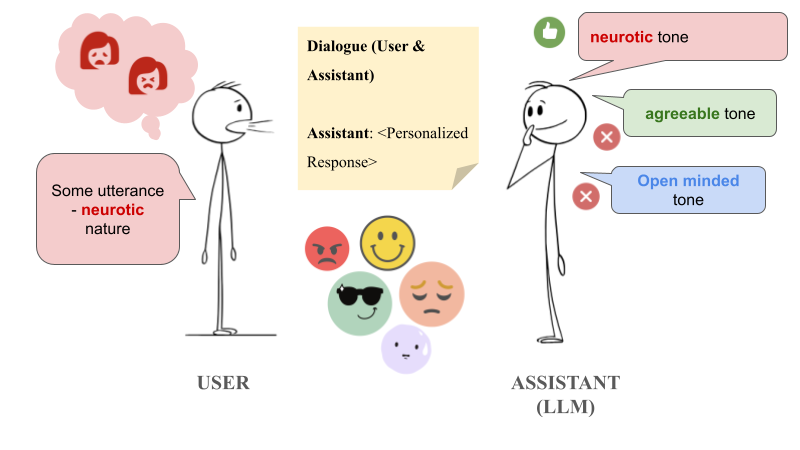 Some utterance
- neurotic
nature
USER
Dialogue (User &
Assistant)
Assistant: <Personalized
Response>
neurotic tone
agreeable tone
Open minded
tone
ASSISTANT
(LLM)